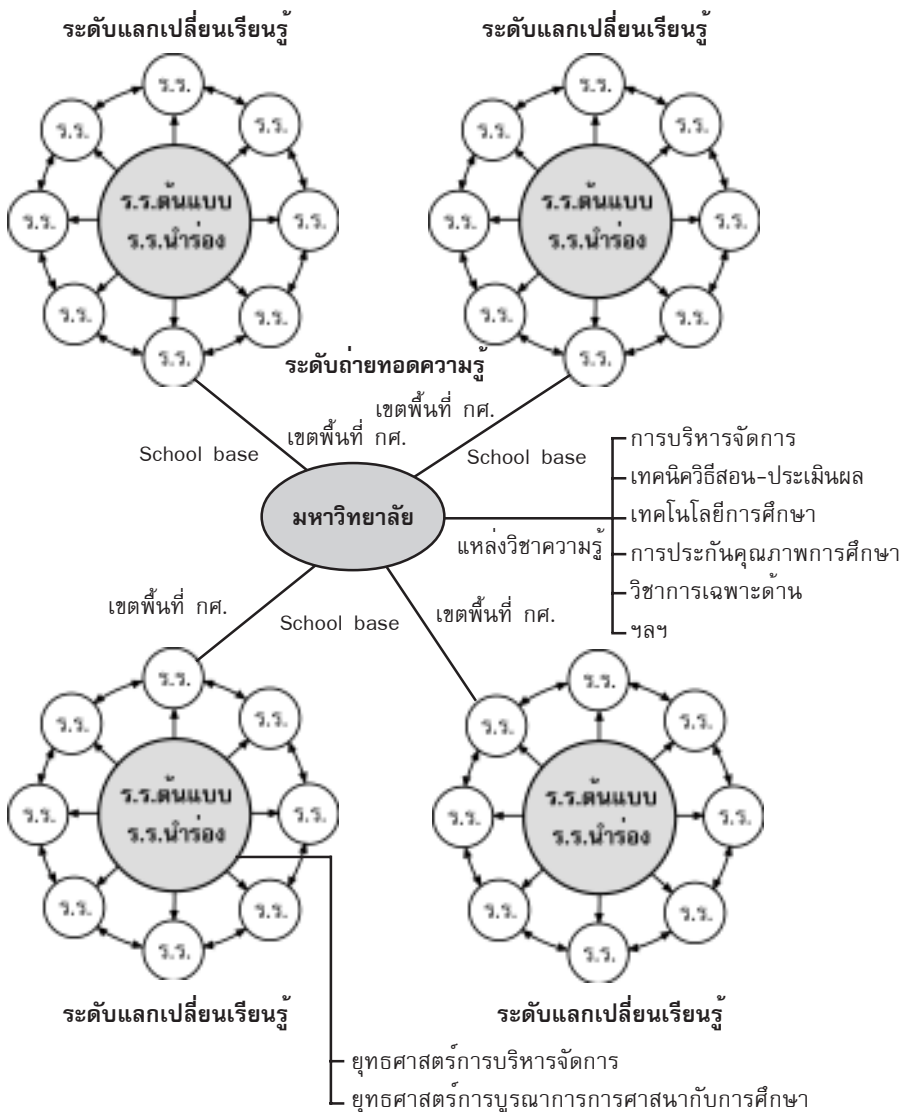 ระดับแลกเปลี่ยนเรียนรู้ ระดับแลกเปลี่ยนเรียนรู้
ร.ร. ร.ร.
ร.ร. ร.ร. ร.ร. ร.ร.
ร.ร.ต้นแบบ ร.ร.ต้นแบบ
ร.ร. ร.ร. ร.ร. ร.ร.
ร.ร.นำร่อง ร.ร.นำร่อง
ร.ร. ร.ร. ร.ร. ร.ร.
ร.ร. ร.ร.
ระดับถ่ายทอดความรู้
เขตพื้นที่ กศ.
เขตพื้นที่ กศ.
School base School base
การบริหารจัดการ
เทคนิควิธีสอน-ประเมินผล
มหาวิทยาลัย
เทคโนโลยีการศึกษา
แหล่งวิชาความรู้
การประกันคุณภาพการศึกษา
วิชาการเฉพาะด้าน
ฯลฯ
เขตพื้นที่ กศ. School base เขตพื้นที่ กศ.
ร.ร. ร.ร.
ร.ร. ร.ร. ร.ร. ร.ร.
ร.ร.ต้นแบบ ร.ร.ต้นแบบ
ร.ร. ร.ร. ร.ร. ร.ร.
ร.ร.นำร่อง ร.ร.นำร่อง
ร.ร. ร.ร. ร.ร. ร.ร.
ร.ร. ร.ร.
ระดับแลกเปลี่ยนเรียนรู้ ระดับแลกเปลี่ยนเรียนรู้
ยุทธศาสตร์การบริหารจัดการ
ยุทธศาสตร์การบูรณาการการศาสนากับการศึกษา